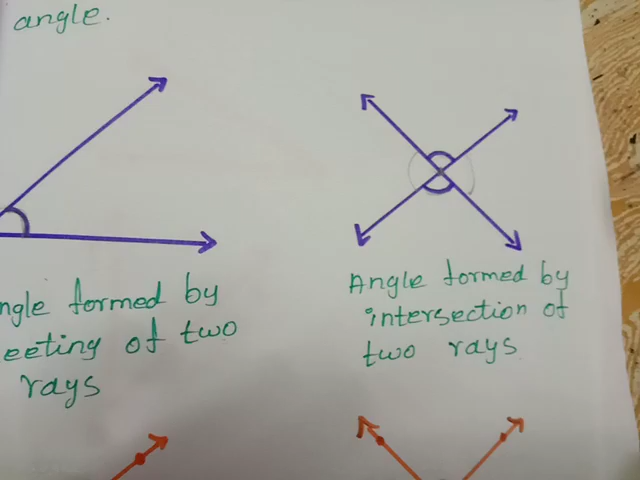 angle.
ngle formed by
eeting of two
rays
Angle formed by
intersection of
two rays